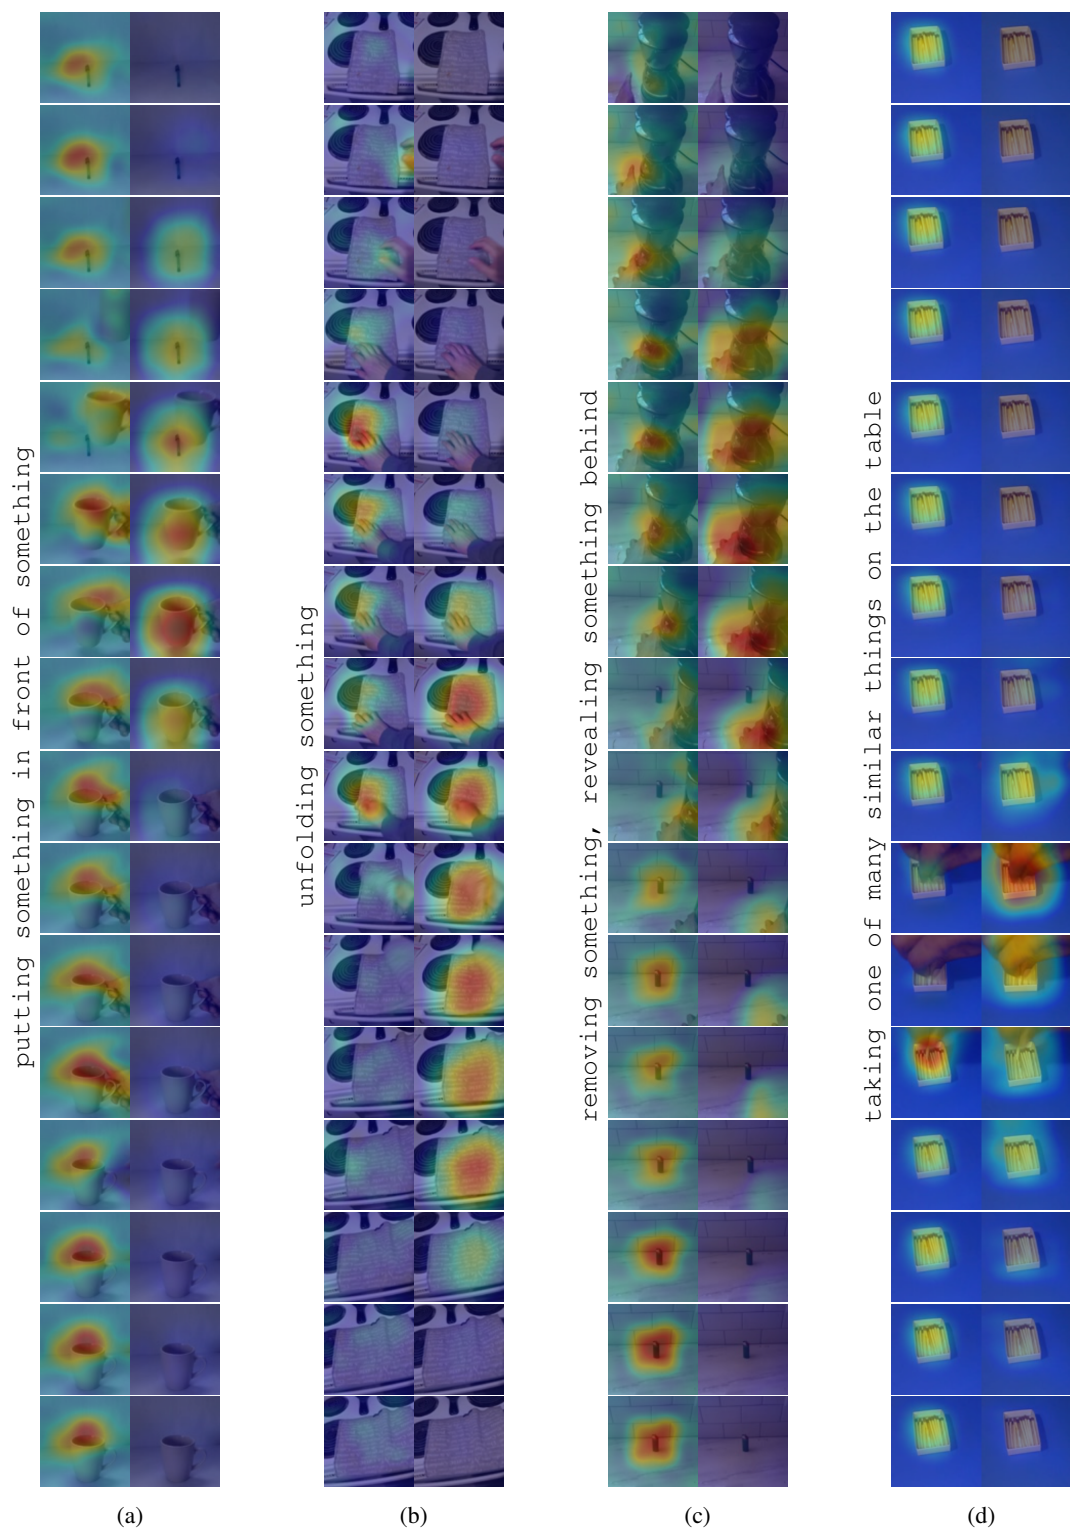 putting something in front of something
unfolding something
removing something, revealing something behind
taking one of many similar things on the table
(a)
(b)
(c)
(d)